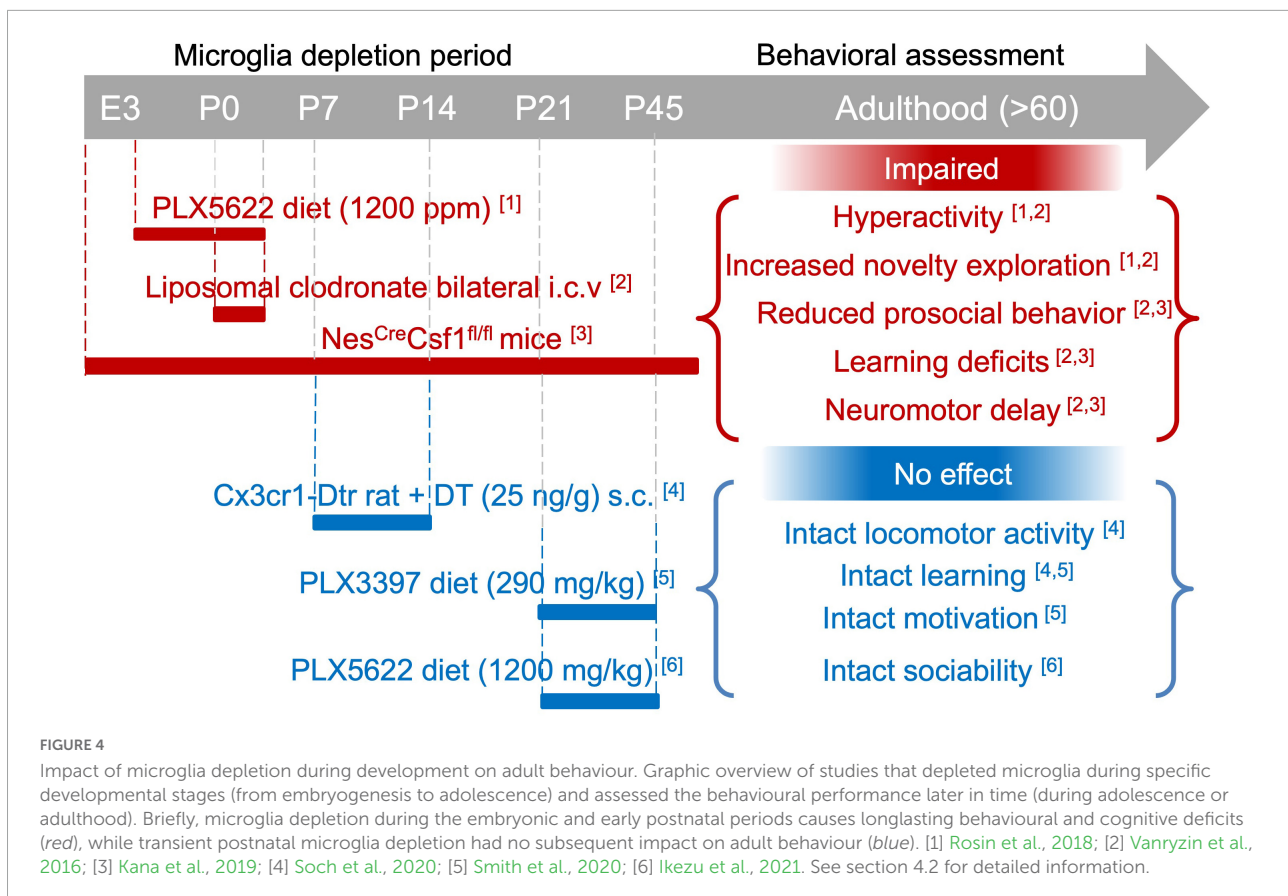 Microglia depletion period
Behavioral assessment
E3 P0 P7 P14 P21 P45 Adulthood (>60)
Impaired
PLX5622 diet (1200 ppm) [1]
Liposomal clodronate bilateral i.c.v [2]
NesCreCsf1fl/fl mice [3]
Hyperactivity [1,2]
Increased novelty exploration [1,2]
Reduced prosocial behavior [2,3]
Learning deficits [2,3]
Neuromotor delay [2,3]
No effect
Cx3cr1-Dtr rat + DT (25 ng/g) s.c. [4]
PLX3397 diet (290 mg/kg) [5]
PLX5622 diet (1200 mg/kg) [6]
Intact locomotor activity [4]
Intact learning [4,5]
Intact motivation [5]
Intact sociability [6]
FIGURE 4
Impact of microglia depletion during development on adult behaviour. Graphic overview of studies that depleted microglia during specific
developmental stages (from embryogenesis to adolescence) and assessed the behavioural performance later in time (during adolescence or
adulthood). Briefly, microglia depletion during the embryonic and early postnatal periods causes longlasting behavioural and cognitive deficits
(red), while transient postnatal microglia depletion had no subsequent impact on adult behaviour (blue). [1] Rosin et al., 2018; [2] Vanryzin et al.,
2016; [3] Kana et al., 2019; [4] Soch et al., 2020; [5] Smith et al., 2020; [6] Ikezu et al., 2021. See section 4.2 for detailed information.